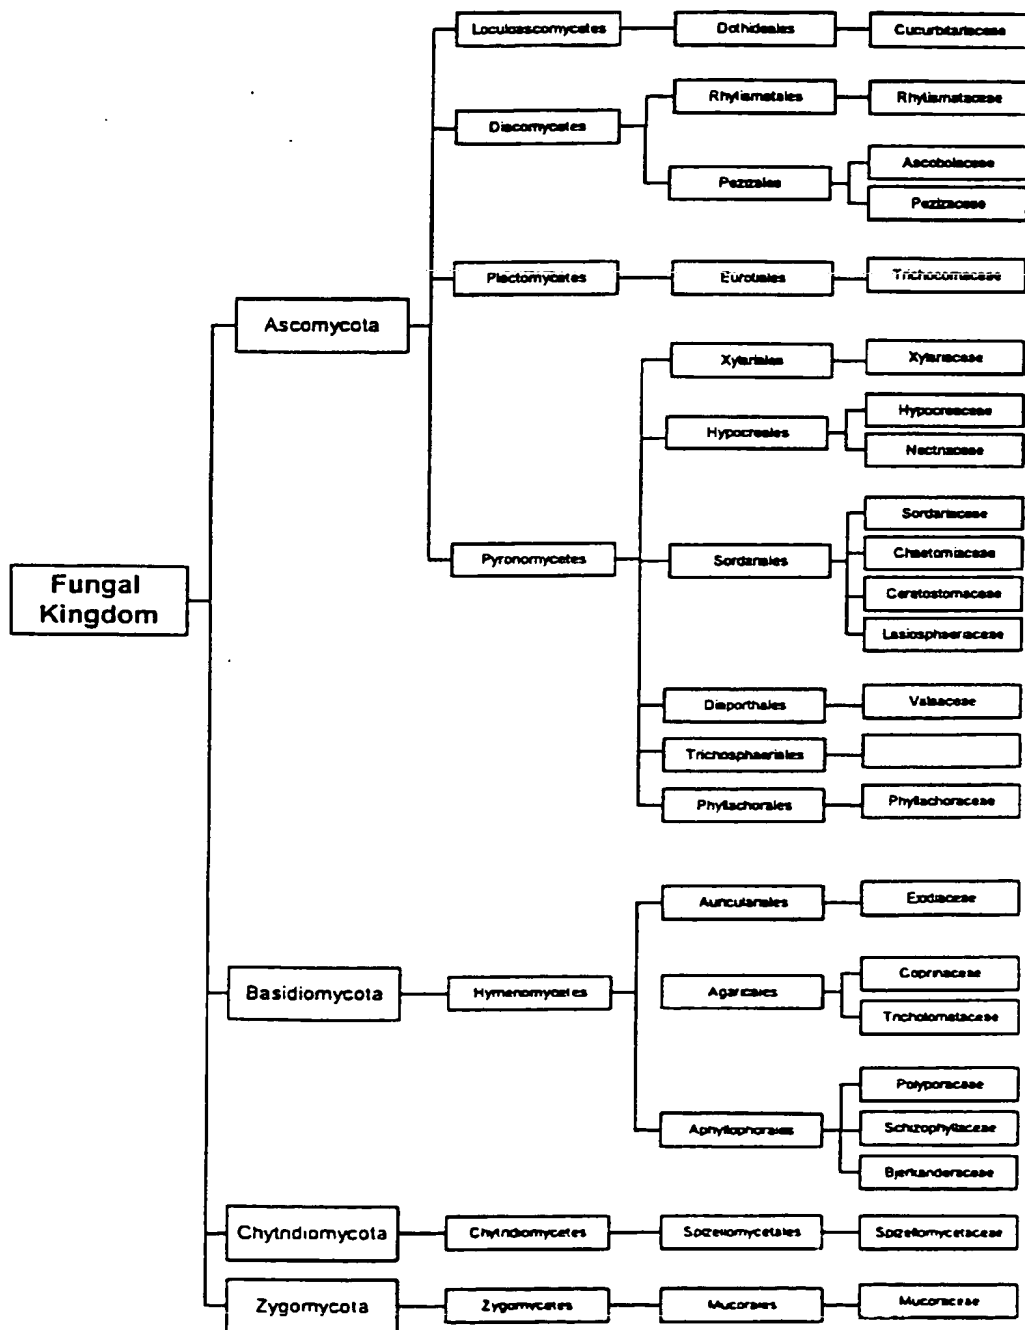 Loculoascomycetes
Dothideales
Cucurbitariaceae
Rhytismatales
Rhytismataceae
Discomycetes
Ascobolaceae
Pezizales
Pezizaceae
Plectomycetes
Eurotiales
Trichocomaceae
Ascomycota
Xylariales
Xylariaceae
Hypocreaceae
Hypocreales
Nectriaceae
Sordariaceae
Pyronomycetes
Sordariales
Chaetomiaceae
Fungal
Kingdom
Ceratostomaceae
Lasiosphaeriaceae
Diaporthales
Valsaceae
Trichosphaeriales
Phyllachorales
Phyllachoraceae
Auriculariales
Exidiaceae
Coprinaceae
Basidiomycota
Hymenomycetes
Agaricales
Tricholomataceae
Polyporaceae
Aphyllophorales
Schizophyllaceae
Bjerkanderaceae
Chytridiomycota
Chytridiomycetes
Spizellomycetales
Spizellomycetaceae
Zygomycota
Zygomycetes
Mucorales
Mucoraceae